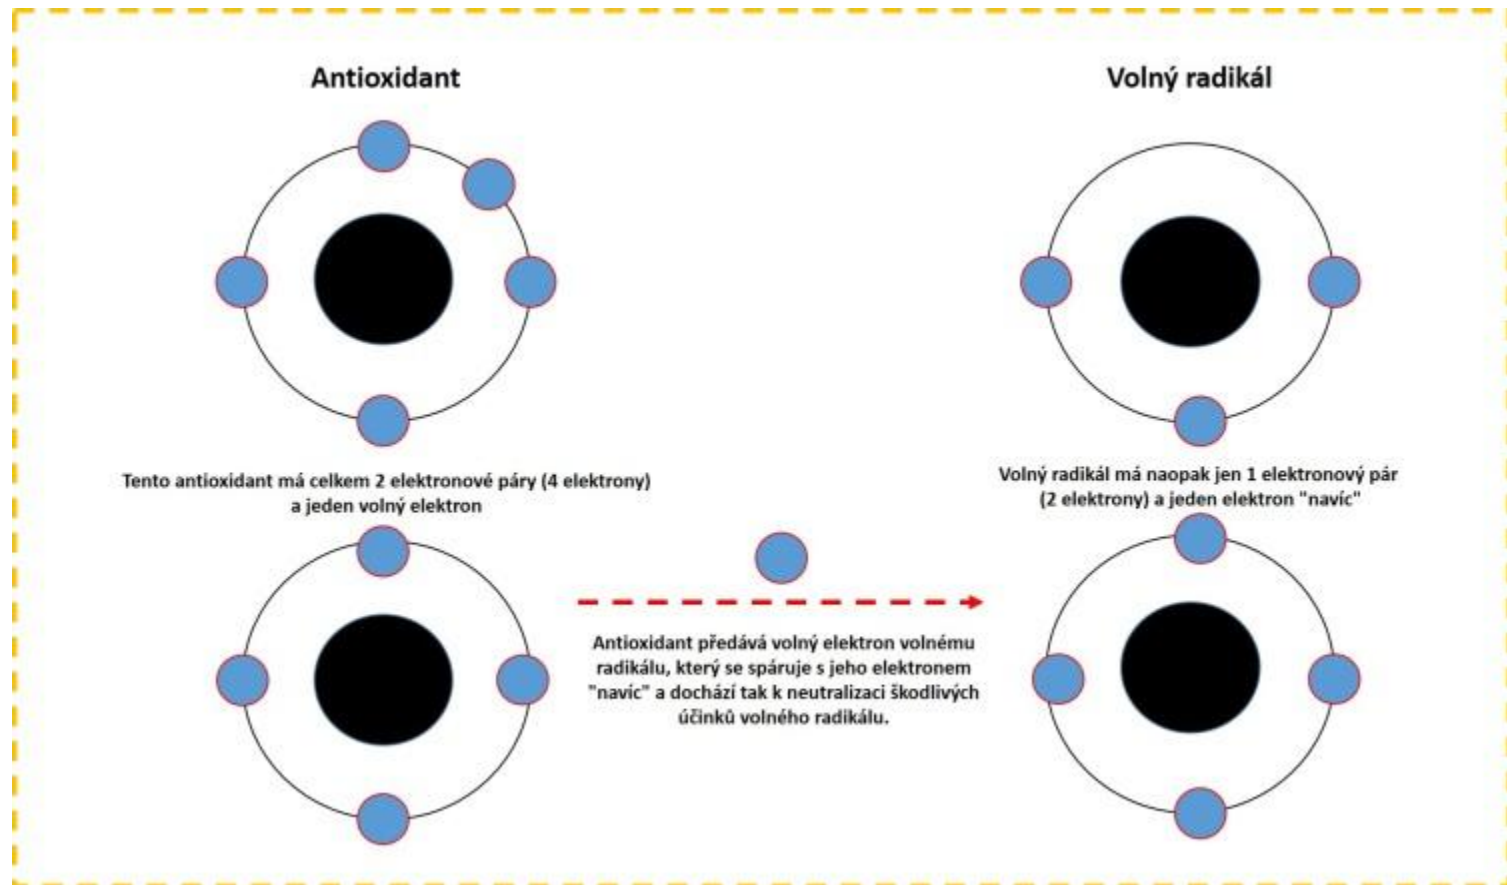 Antioxidant
Volný radikál
Tento antioxidant má celkem 2 elektronové páry (4 elektrony)
a jeden volný elektron
Volný radikál má naopak jen 1 elektronový pár
(2 elektrony) a jeden elektron "navíc"
Antioxidant předává volný elektron volnému
radikálu, který se spáruje s jeho elektronem
"navíc" a dochází tak k neutralizaci škodlivých
účinků volného radikálu.